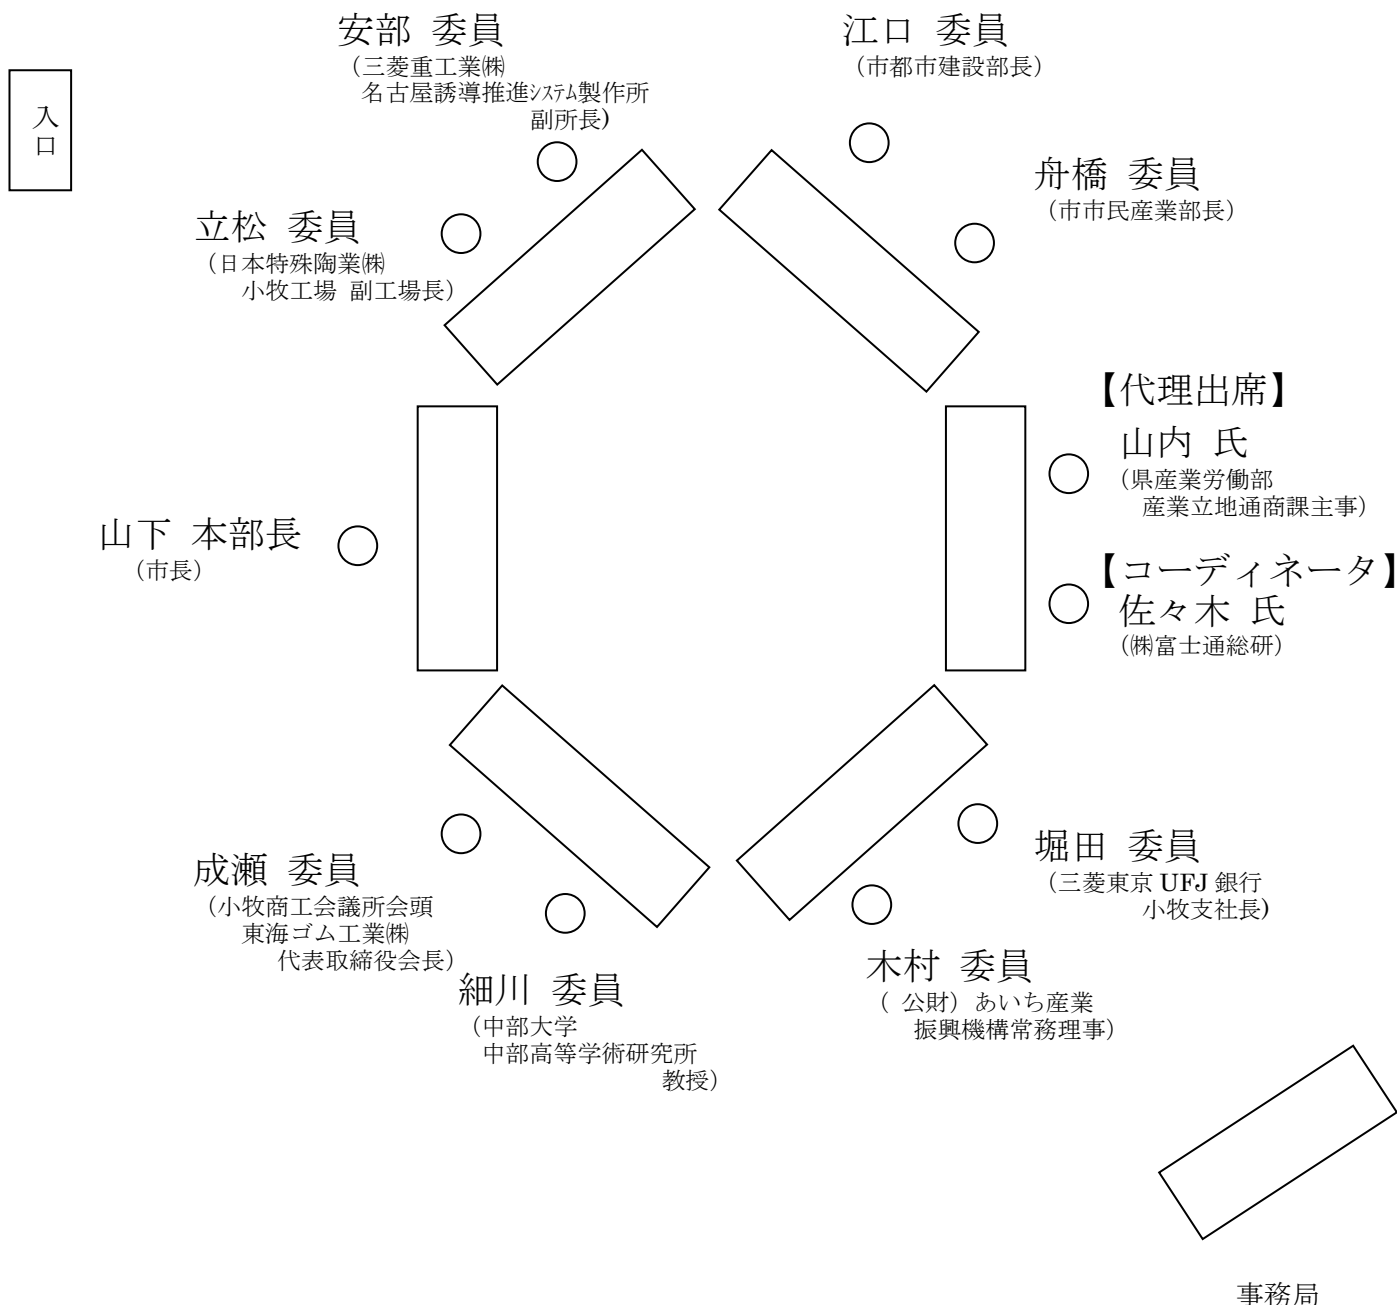 安部 委員
（三菱重工業㈱
名古屋誘導推進ｼｽﾃﾑ製作所
副所長)
江口 委員
（市都市建設部長）
入口
舟橋 委員
（市市民産業部長）
立松 委員
（日本特殊陶業㈱
小牧工場 副工場長）
【代理出席】
山内 氏
（県産業労働部
産業立地通商課主事）
山下 本部長
（市長）
【コーディネータ】
佐々木 氏
（㈱富士通総研）
成瀬 委員
（小牧商工会議所会頭
東海ゴム工業㈱
代表取締役会長）
堀田 委員
（三菱東京 UFJ 銀行
小牧支社長)
細川 委員
（中部大学
中部高等学術研究所
教授）
木村 委員
（ 公財）あいち産業
振興機構常務理事）
事務局